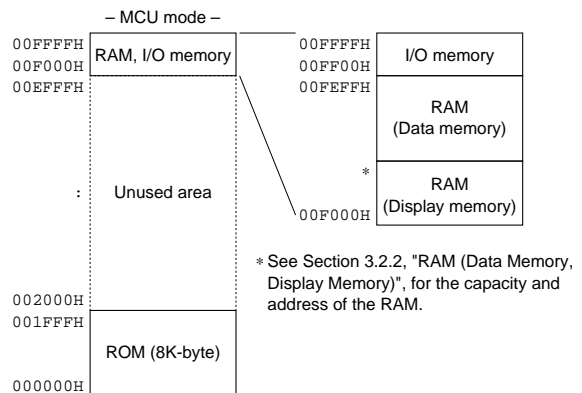 – MCU mode –
00FFFFH
00F000H
00EFFFH
:
002000H
001FFFH
000000H
RAM, I/O memory
Unused area
ROM (8K-byte)
00FFFFH
00FF00H
00FEFFH
*
00F000H
I/O memory
RAM
(Data memory)
RAM
(Display memory)
* See Section 3.2.2, "RAM (Data Memory,
Display Memory)", for the capacity and
address of the RAM.